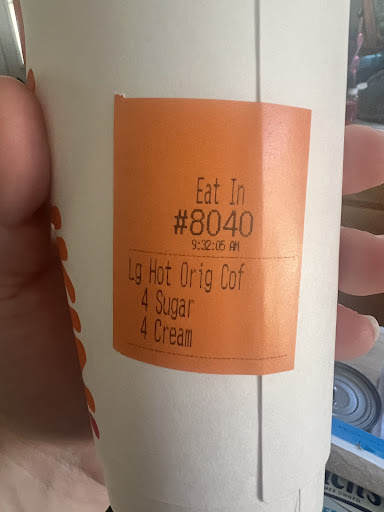 Eat In
#8040
9:32:05 AM
Lg Hot Orig Cof
4 Sugar
4 Cream